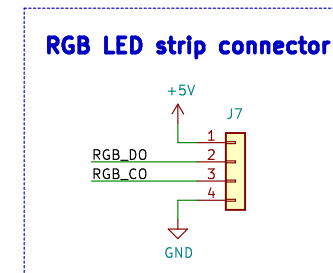 RGB LED strip connector
+5V
J7
1
RGB_DO 2
RGB_CO 3
4
GND